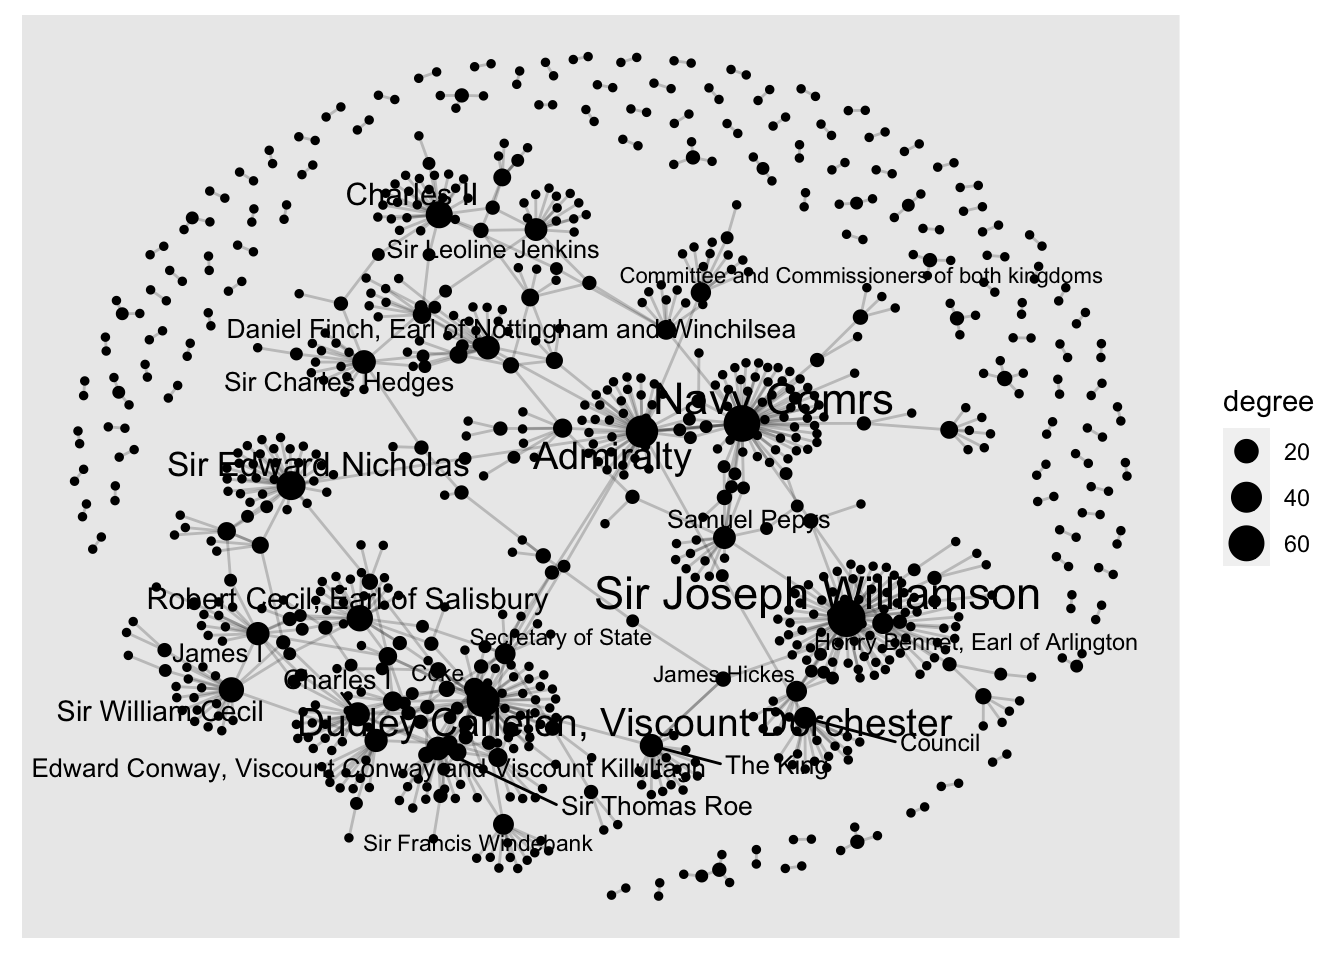 Charles II
Sir Leoline Jenkins
Committee and Commissioners of both kingdoms
Daniel Finch, Earl of Nottingham and Winchilsea
Sir Charles Hedges
Navy Comrs
degree
20
40
60
Admiralty
Sir Edward Nicholas
Samuel Pepys
Sir Joseph Williamson
Robert Cecil, Earl of Salisbury
Secretary of State
Henry Bennet, Earl of Arlington
James I
Charles I
Coke
James Hickes
Sir William Cecil
Dudley Carleton, Viscount Dorchester
Council
Edward Conway, Viscount Conway and Viscount Killultagh
The King
Sir Thomas Roe
Sir Francis Windebank